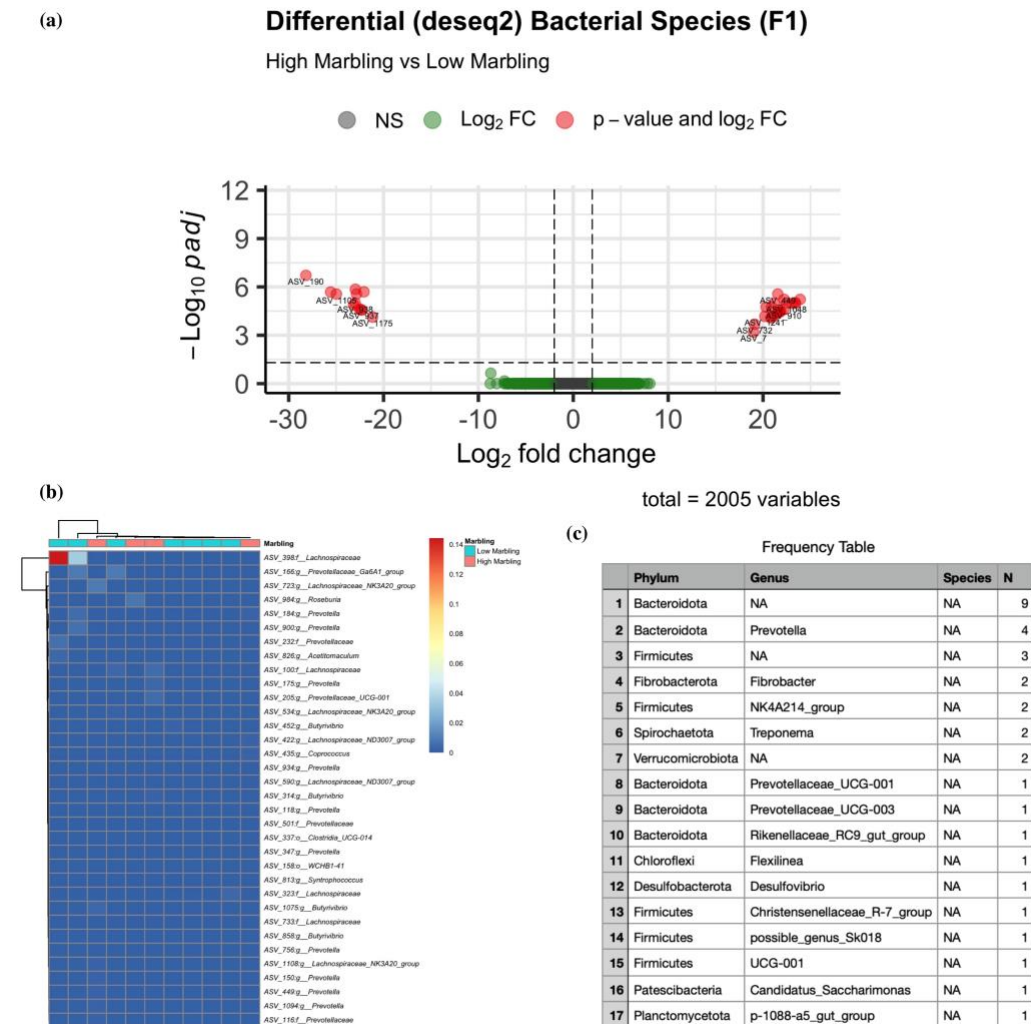 (a)
Differential (deseq2) Bacterial Species (F1)
High Marbling vs Low Marbling
NS
Log2 FC
p – value and log2 FC
12
9
6
3
0
–Log10 padj
ASV_190
ASV_1105
ASV_1175
ASV_449
ASV_1048
ASV_910
ASV_1241
ASV_732
ASV_7
-30 -20 -10 0 10 20
Log2 fold change
total = 2005 variables
(b)
Marbling
ASV_398:f__Lachnospiraceae
ASV_166:g__Prevotellaceae_Ga6A1_group
ASV_723:g__Lachnospiraceae_NK3A20_group
ASV_984:g__Roseburia
ASV_184:g__Prevotella
ASV_900:g__Prevotella
ASV_232:f__Prevotellaceae
ASV_826:g__Acetitomaculum
ASV_100:f__Lachnospiraceae
ASV_175:g__Prevotella
ASV_205:g__Prevotellaceae_UCG-001
ASV_534:g__Lachnospiraceae_NK3A20_group
ASV_452:g__Butyrivibrio
ASV_422:g__Lachnospiraceae_ND3007_group
ASV_435:g__Coprococcus
ASV_934:g__Prevotella
ASV_590:g__Lachnospiraceae_ND3007_group
ASV_314:g__Butyrivibrio
ASV_118:g__Prevotella
ASV_501:f__Prevotellaceae
ASV_337:o__Clostridia_UCG-014
ASV_347:g__Prevotella
ASV_158:o__WCHB1-41
ASV_813:g__Syntrophococcus
ASV_323:f__Lachnospiraceae
ASV_1075:g__Butyrivibrio
ASV_733:f__Lachnospiraceae
ASV_858:g__Butyrivibrio
ASV_756:g__Prevotella
ASV_1108:g__Lachnospiraceae_NK3A20_group
ASV_150:g__Prevotella
ASV_449:g__Prevotella
ASV_1094:g__Prevotella
ASV_116:f__Prevotellaceae
0.14
0.12
0.1
0.08
0.06
0.04
0.02
0
Marbling
Low Marbling
High Marbling
(c)
Frequency Table
Phylum Genus Species N
1 Bacteroidota NA NA 9
2 Bacteroidota Prevotella NA 4
3 Firmicutes NA NA 3
4 Fibrobacterota Fibrobacter NA 2
5 Firmicutes NK4A214_group NA 2
6 Spirochaetota Treponema NA 2
7 Verrucomicrobiota NA NA 2
8 Bacteroidota Prevotellaceae_UCG-001 NA 1
9 Bacteroidota Prevotellaceae_UCG-003 NA 1
10 Bacteroidota Rikenellaceae_RC9_gut_group NA 1
11 Chloroflexi Flexilinea NA 1
12 Desulfobacterota Desulfovibrio NA 1
13 Firmicutes Christensenellaceae_R-7_group NA 1
14 Firmicutes possible_genus_Sk018 NA 1
15 Firmicutes UCG-001 NA 1
16 Patescibacteria Candidatus_Saccharimonas NA 1
17 Planctomycetota p-1088-a5_gut_group NA 1